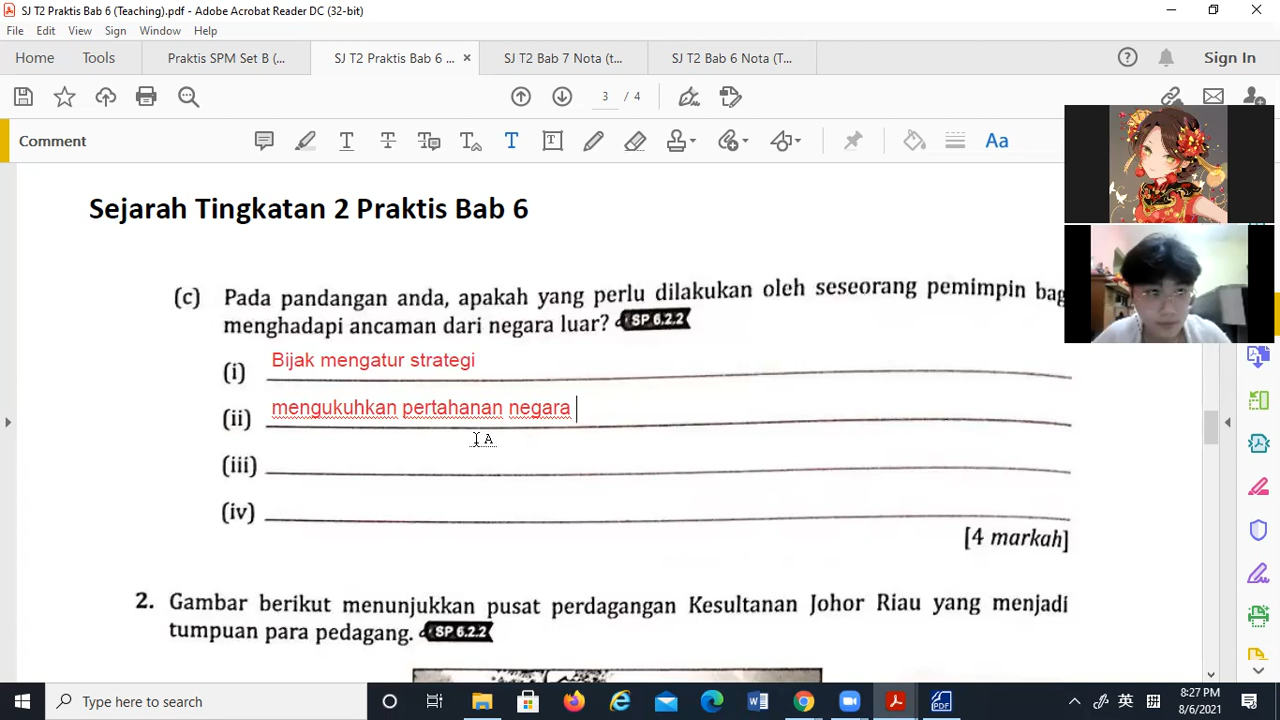 SJ T2 Praktis Bab 6 (Teaching).pdf - Adobe Acrobat Reader DC (32-bit)
File Edit View Sign Window Help
Home Tools Praktis SPM Set B (... SJ T2 Praktis Bab 6 ... SJ T2 Bab 7 Nota (t... SJ T2 Bab 6 Nota (T... Sign In
3 / 4
Comment
Sejarah Tingkatan 2 Praktis Bab 6
(c) Pada pandangan anda, apakah yang perlu dilakukan oleh seseorang pemimpin bag
menghadapi ancaman dari negara luar? SP 6.2.2
(i) Bijak mengatur strategi
(ii) mengukuhkan pertahanan negara
(iii)
(iv)
[4 markah]
2. Gambar berikut menunjukkan pusat perdagangan Kesultanan Johor Riau yang menjadi
tumpuan para pedagang. SP 6.2.2
Type here to search
英
8:27 PM
8/6/2021